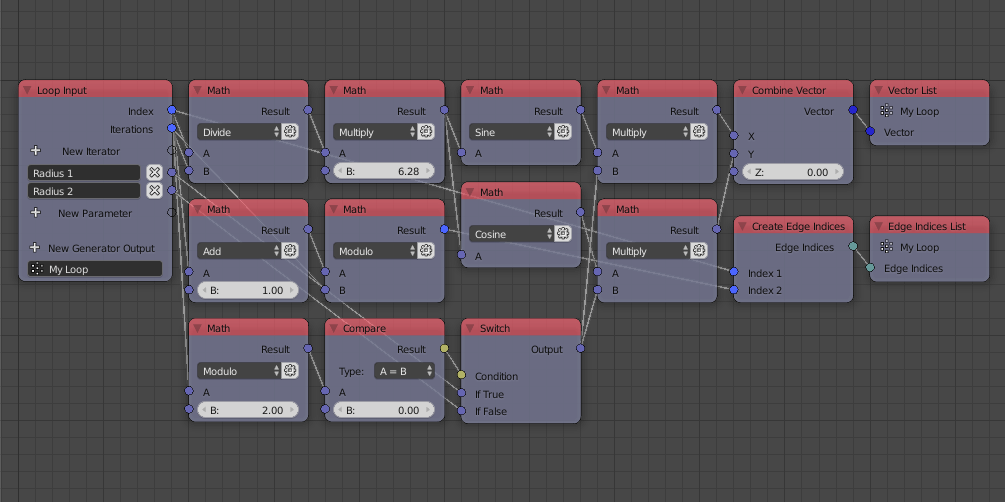 Loop Input
Index
Iterations
New Iterator
Radius 1
Radius 2
New Parameter
New Generator Output
My Loop
Math
Result
Divide
A
B
Math
Result
Multiply
A
B: 6.28
Math
Result
Sine
A
Math
Result
Multiply
A
B
Combine Vector
Vector
X
Y
Z: 0.00
Vector List
My Loop
Vector
Math
Result
Add
A
B: 1.00
Math
Result
Modulo
A
B
Math
Result
Cosine
A
Math
Result
Multiply
A
B
Create Edge Indices
Edge Indices
Index 1
Index 2
Edge Indices List
My Loop
Edge Indices
Math
Result
Modulo
A
B: 2.00
Compare
Result
Type: A = B
A
B: 0.00
Switch
Output
Condition
If True
If False